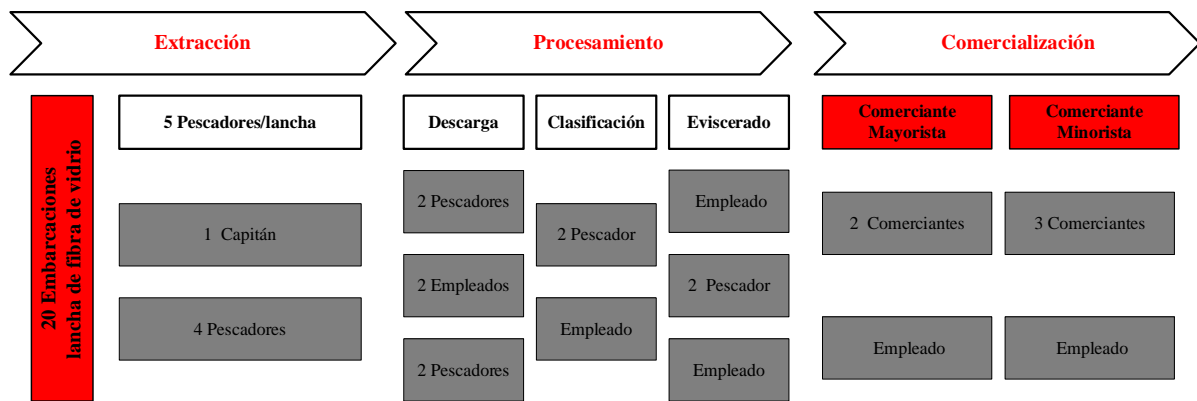 Extracción
Procesamiento
Comercialización
20 Embarcaciones
lancha de fibra de vidrio
5 Pescadores/lancha
1 Capitán
4 Pescadores
Descarga
2 Pescadores
2 Empleados
2 Pescadores
Clasificación
2 Pescador
Empleado
Eviscerado
Empleado
2 Pescador
Empleado
Comerciante
Mayorista
2 Comerciantes
Empleado
Comerciante
Minorista
3 Comerciantes
Empleado